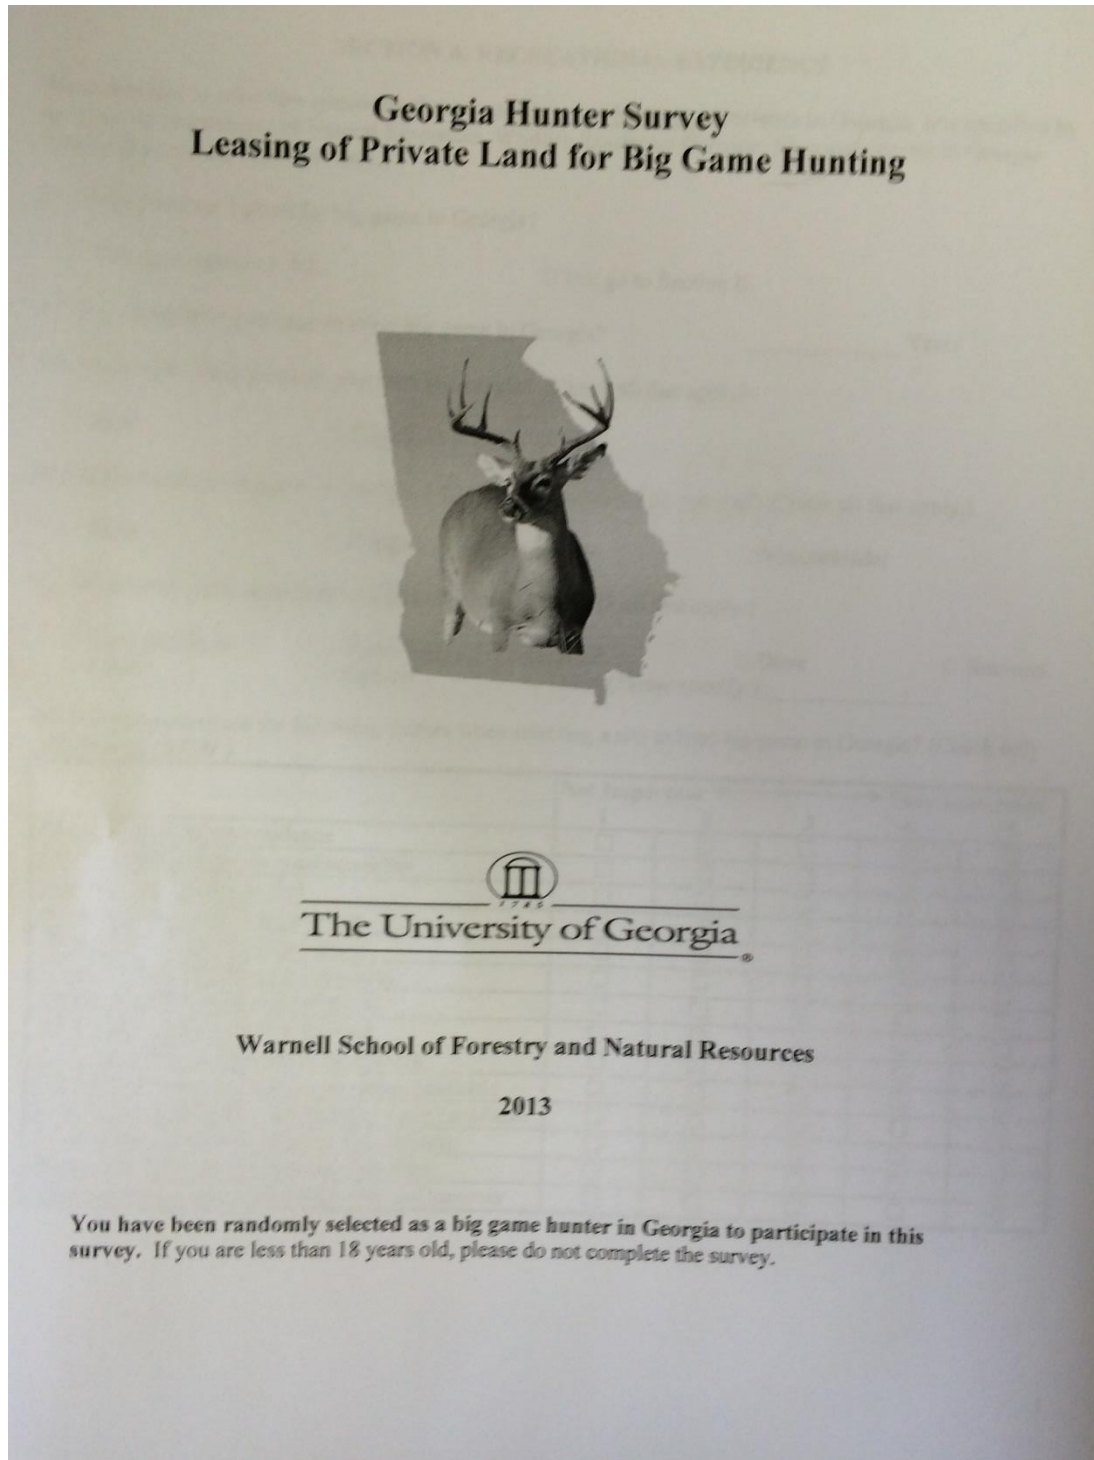 Georgia Hunter Survey
Leasing of Private Land for Big Game Hunting
1785
The University of Georgia
®
Warnell School of Forestry and Natural Resources
2013
You have been randomly selected as a big game hunter in Georgia to participate in this
survey. If you are less than 18 years old, please do not complete the survey.